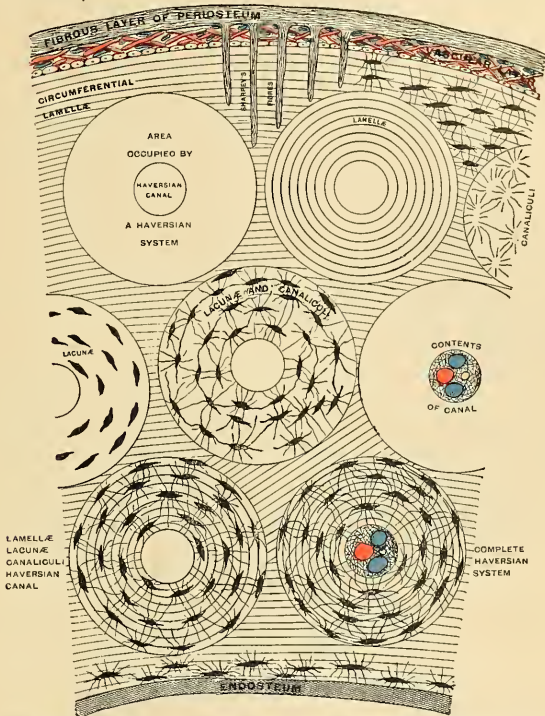 FIBROUS LAYER OF PERIOSTEUM
VASCULAR LAYER
CIRCUMFERENTIAL
LAMELLÆ
SHARPEY'S
FIBRES
AREA
OCCUPIED BY
HAVERSIAN
CANAL
A HAVERSIAN
SYSTEM
LAMELLÆ
CANALICULI
LACUNÆ AND CANALICULI
LACUNÆ
CONTENTS
OF CANAL
LAMELLÆ
LACUNÆ
CANALICULI
HAVERSIAN
CANAL
COMPLETE
HAVERSIAN
SYSTEM
ENDOSTEUM